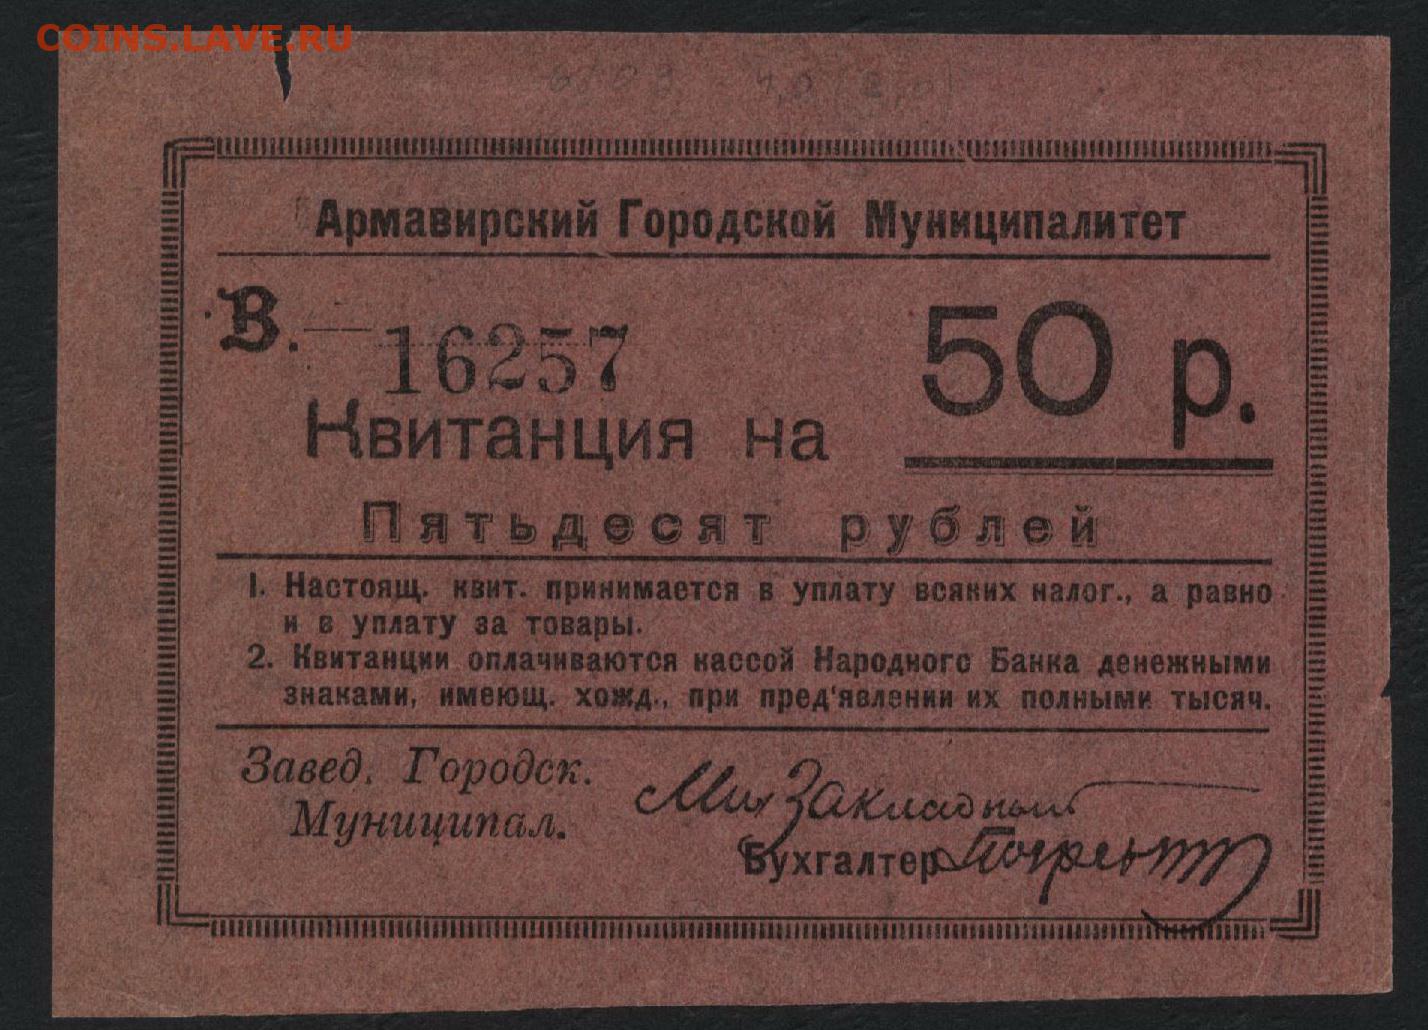 COINS.LAVE.RU
Армавирский Городской Муниципалитет
В. — 16257
50 р.
Квитанция на
Пятьдесят рублей
1. Настоящ. квит. принимается в уплату всяких налог., а равно
и в уплату за товары.
2. Квитанции оплачиваются кассой Народного Банка денежными
знаками, имеющ. хожд., при пред'явлении их полными тысяч.
Завед. Городск.
Муниципал.
Закладный
Бухгалтер